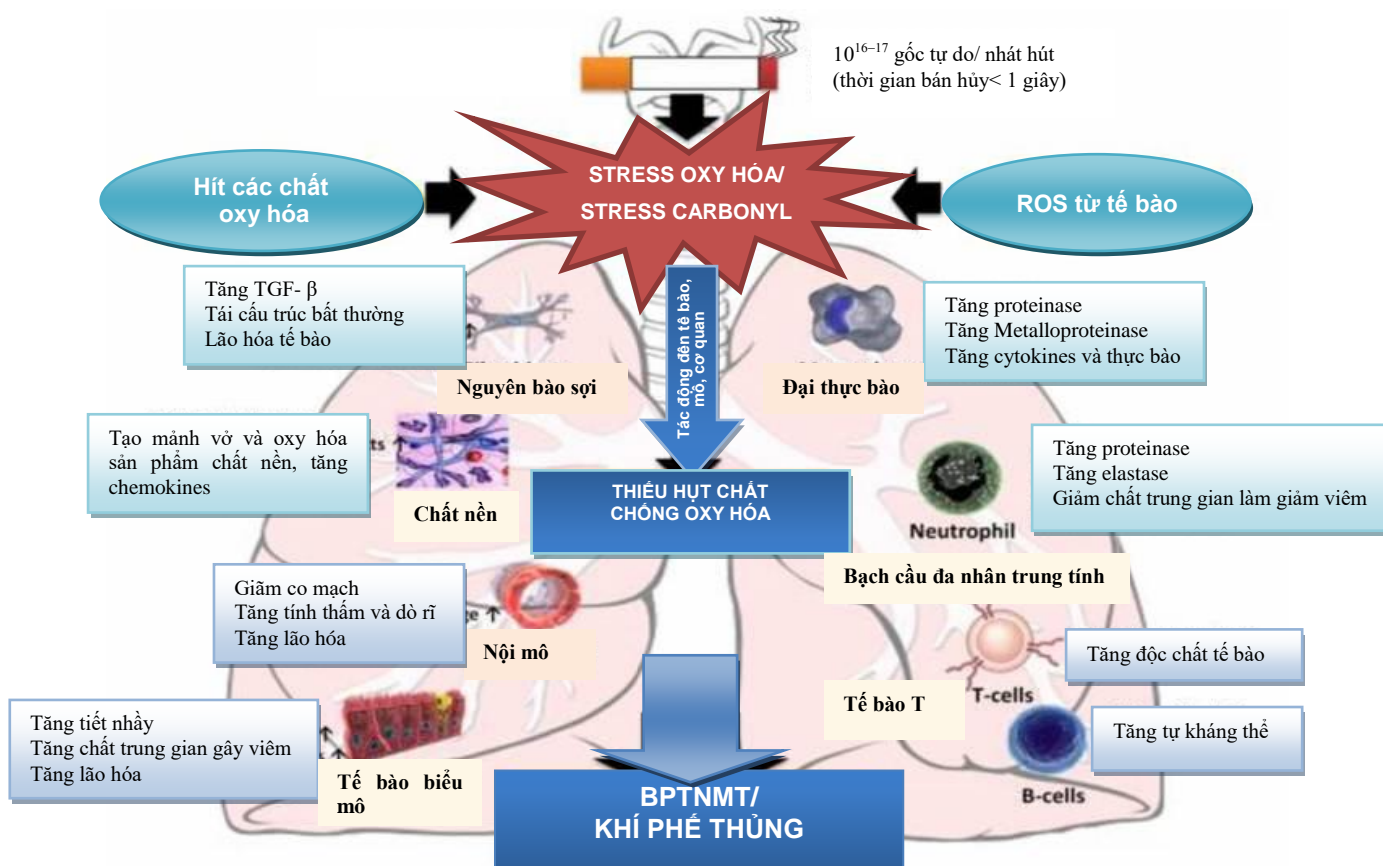 10¹⁶⁻¹⁷ gốc tự do/ nhát hút
(thời gian bán hủy< 1 giây)
STRESS OXY HÓA/
STRESS CARBONYL
Hít các chất
oxy hóa
ROS từ tế bào
Tăng TGF- β
Tái cấu trúc bất thường
Lão hóa tế bào
Tác động đến tê bào,
mô, cơ quan
Tăng proteinase
Tăng Metalloproteinase
Tăng cytokines và thực bào
Nguyên bào sợi
Đại thực bào
Tạo mảnh vở và oxy hóa
sản phẩm chất nền, tăng
chemokines
ts ↑
Chất nền
THIẾU HỤT CHẤT
CHỐNG OXY HÓA
Tăng proteinase
Tăng elastase
Giảm chất trung gian làm giảm viêm
Neutrophil
Bạch cầu đa nhân trung tính
Giãm co mạch
Tăng tính thấm và dò rĩ
Tăng lão hóa
ge ↑
Nội mô
Tăng độc chất tế bào
T-cells
Tế bào T
Tăng tiết nhầy
Tăng chất trung gian gây viêm
Tăng lão hóa
Tế bào biểu
mô
Tăng tự kháng thể
B-cells
BPTNMT/
KHÍ PHẾ THỦNG